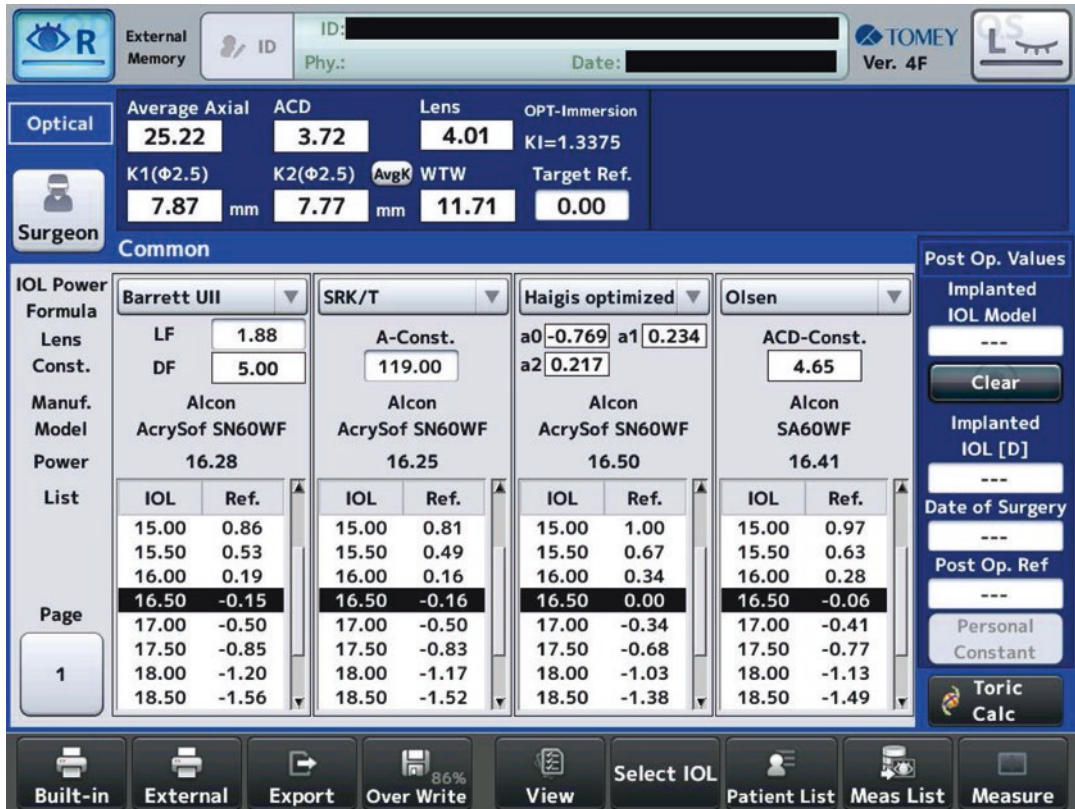 R
External
Memory
ID
ID:
Phy.:
Date:
TOMEY
Ver. 4F
L
Optical
Average Axial
ACD
Lens
OPT-Immersion
25.22
3.72
4.01
KI=1.3375
K1(Φ2.5)
K2(Φ2.5)
AvgK
WTW
Target Ref.
7.87 mm
7.77 mm
11.71
0.00
Surgeon
Common
Post Op. Values
IOL Power
Formula
Barrett UII
SRK/T
Haigis optimized
Olsen
Implanted
IOL Model
---
Clear
Lens
Const.
LF 1.88
DF 5.00
A-Const.
119.00
a0 -0.769 a1 0.234
a2 0.217
ACD-Const.
4.65
Manuf.
Alcon
Alcon
Alcon
Alcon
Model
AcrySof SN60WF
AcrySof SN60WF
AcrySof SN60WF
SA60WF
Power
16.28
16.25
16.50
16.41
Implanted
IOL [D]
---
List
IOL Ref. IOL Ref. IOL Ref. IOL Ref.
15.00 0.86 15.00 0.81 15.00 1.00 15.00 0.97
15.50 0.53 15.50 0.49 15.50 0.67 15.50 0.63
16.00 0.19 16.00 0.16 16.00 0.34 16.00 0.28
16.50 -0.15 16.50 -0.16 16.50 0.00 16.50 -0.06
17.00 -0.50 17.00 -0.50 17.00 -0.34 17.00 -0.41
17.50 -0.85 17.50 -0.83 17.50 -0.68 17.50 -0.77
18.00 -1.20 18.00 -1.17 18.00 -1.03 18.00 -1.13
18.50 -1.56 18.50 -1.52 18.50 -1.38 18.50 -1.49
Date of Surgery
---
Post Op. Ref
---
Personal
Constant
Page
1
Toric
Calc
Built-in
External
Export
86%
Over Write
View
Select IOL
Patient List
Meas List
Measure